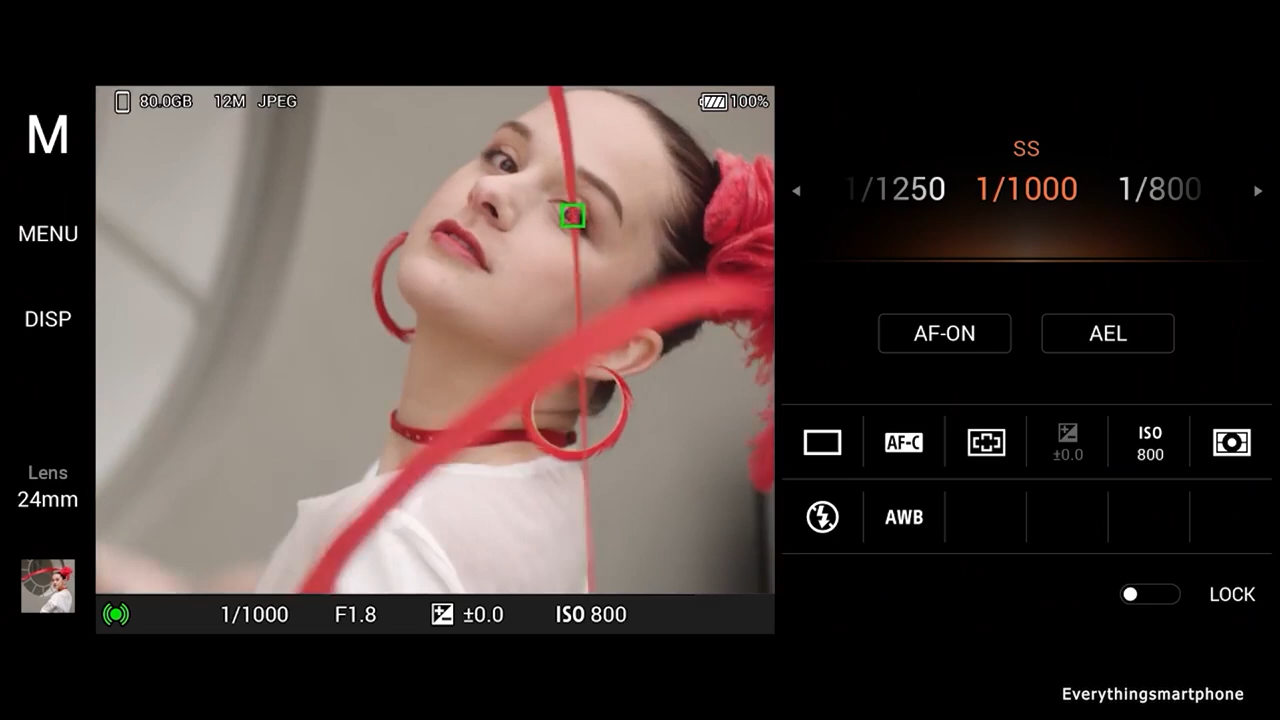 M
MENU
DISP
Lens
24mm
80.0GB 12M JPEG 100%
1/1000 F1.8 ±0.0 ISO 800
SS
1/1250 1/1000 1/800
AF-ON AEL
AF-C ±0.0 ISO 800
AWB
LOCK
Everythingsmartphone